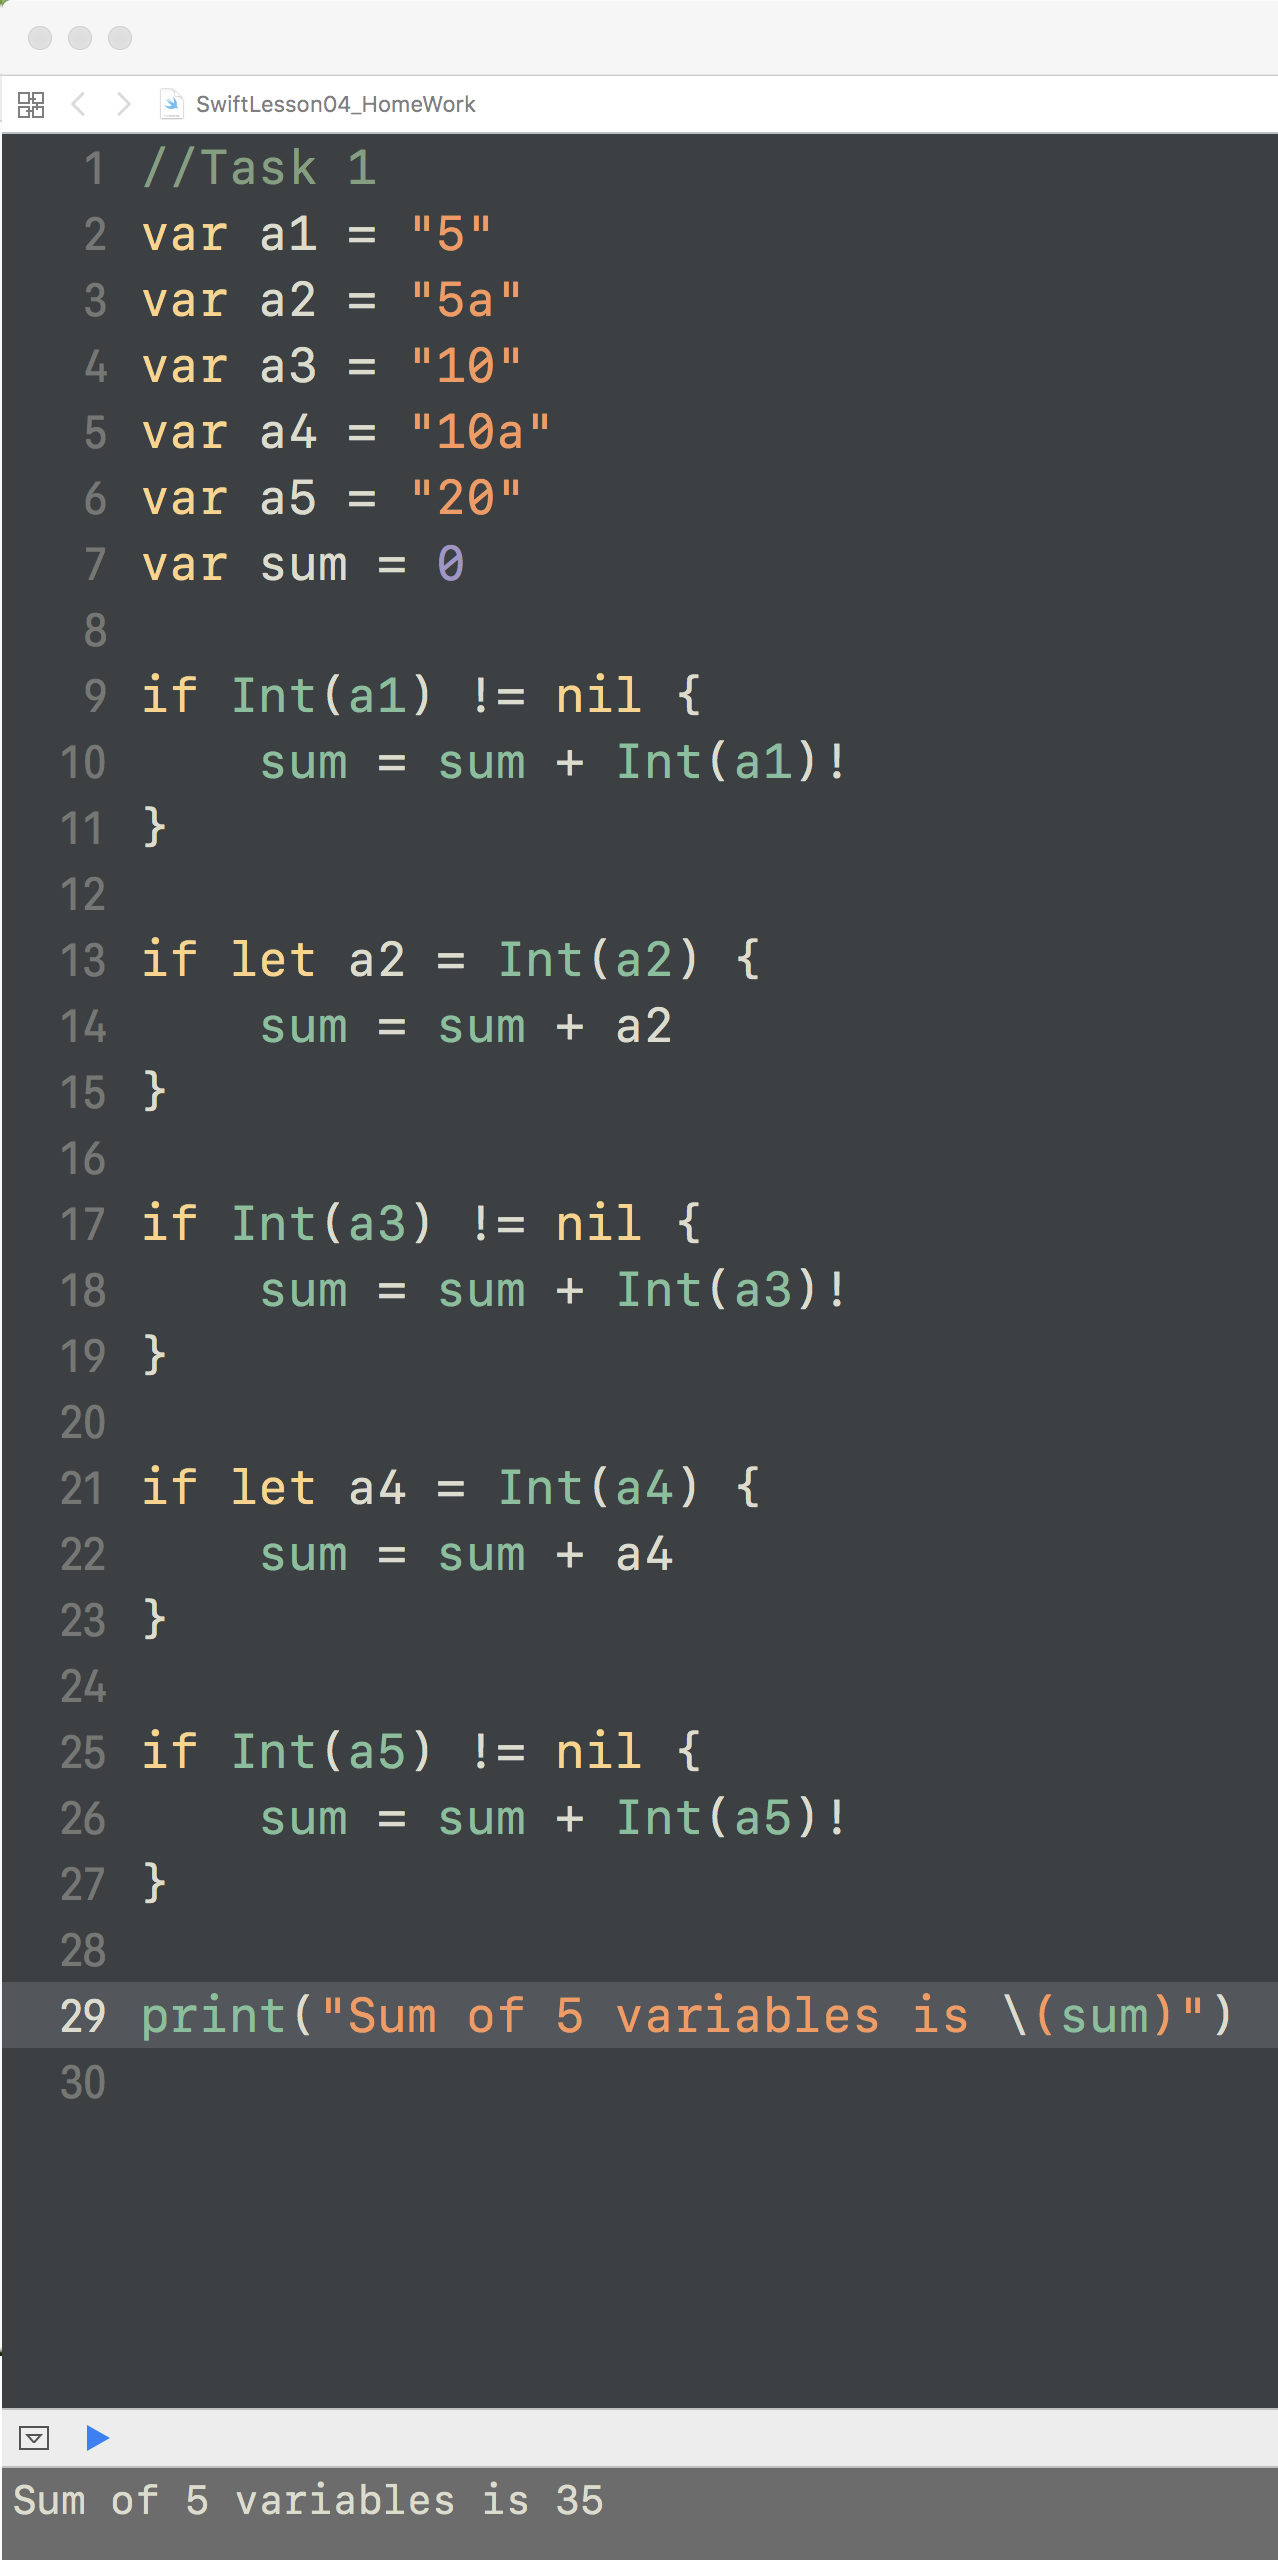 SwiftLesson04_HomeWork
1 //Task 1
2 var a1 = "5"
3 var a2 = "5a"
4 var a3 = "10"
5 var a4 = "10a"
6 var a5 = "20"
7 var sum = 0
8
9 if Int(a1) != nil {
10     sum = sum + Int(a1)!
11 }
12
13 if let a2 = Int(a2) {
14     sum = sum + a2
15 }
16
17 if Int(a3) != nil {
18     sum = sum + Int(a3)!
19 }
20
21 if let a4 = Int(a4) {
22     sum = sum + a4
23 }
24
25 if Int(a5) != nil {
26     sum = sum + Int(a5)!
27 }
28
29 print("Sum of 5 variables is \(sum)")
30
Sum of 5 variables is 35